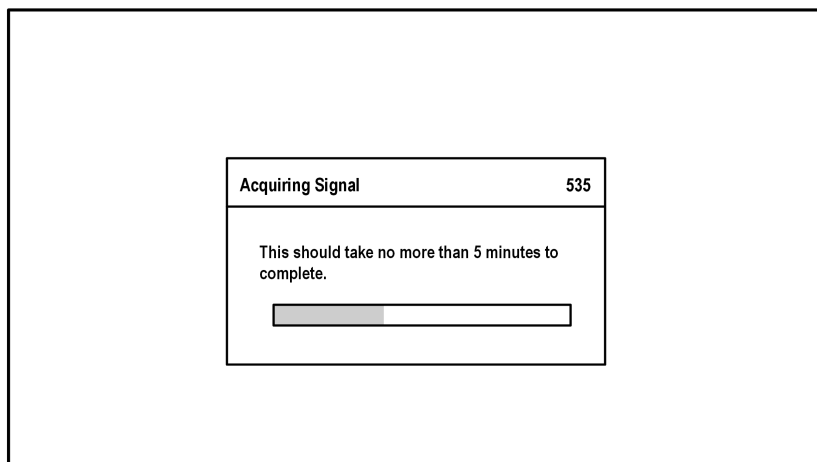 Acquiring Signal 535
This should take no more than 5 minutes to
complete.